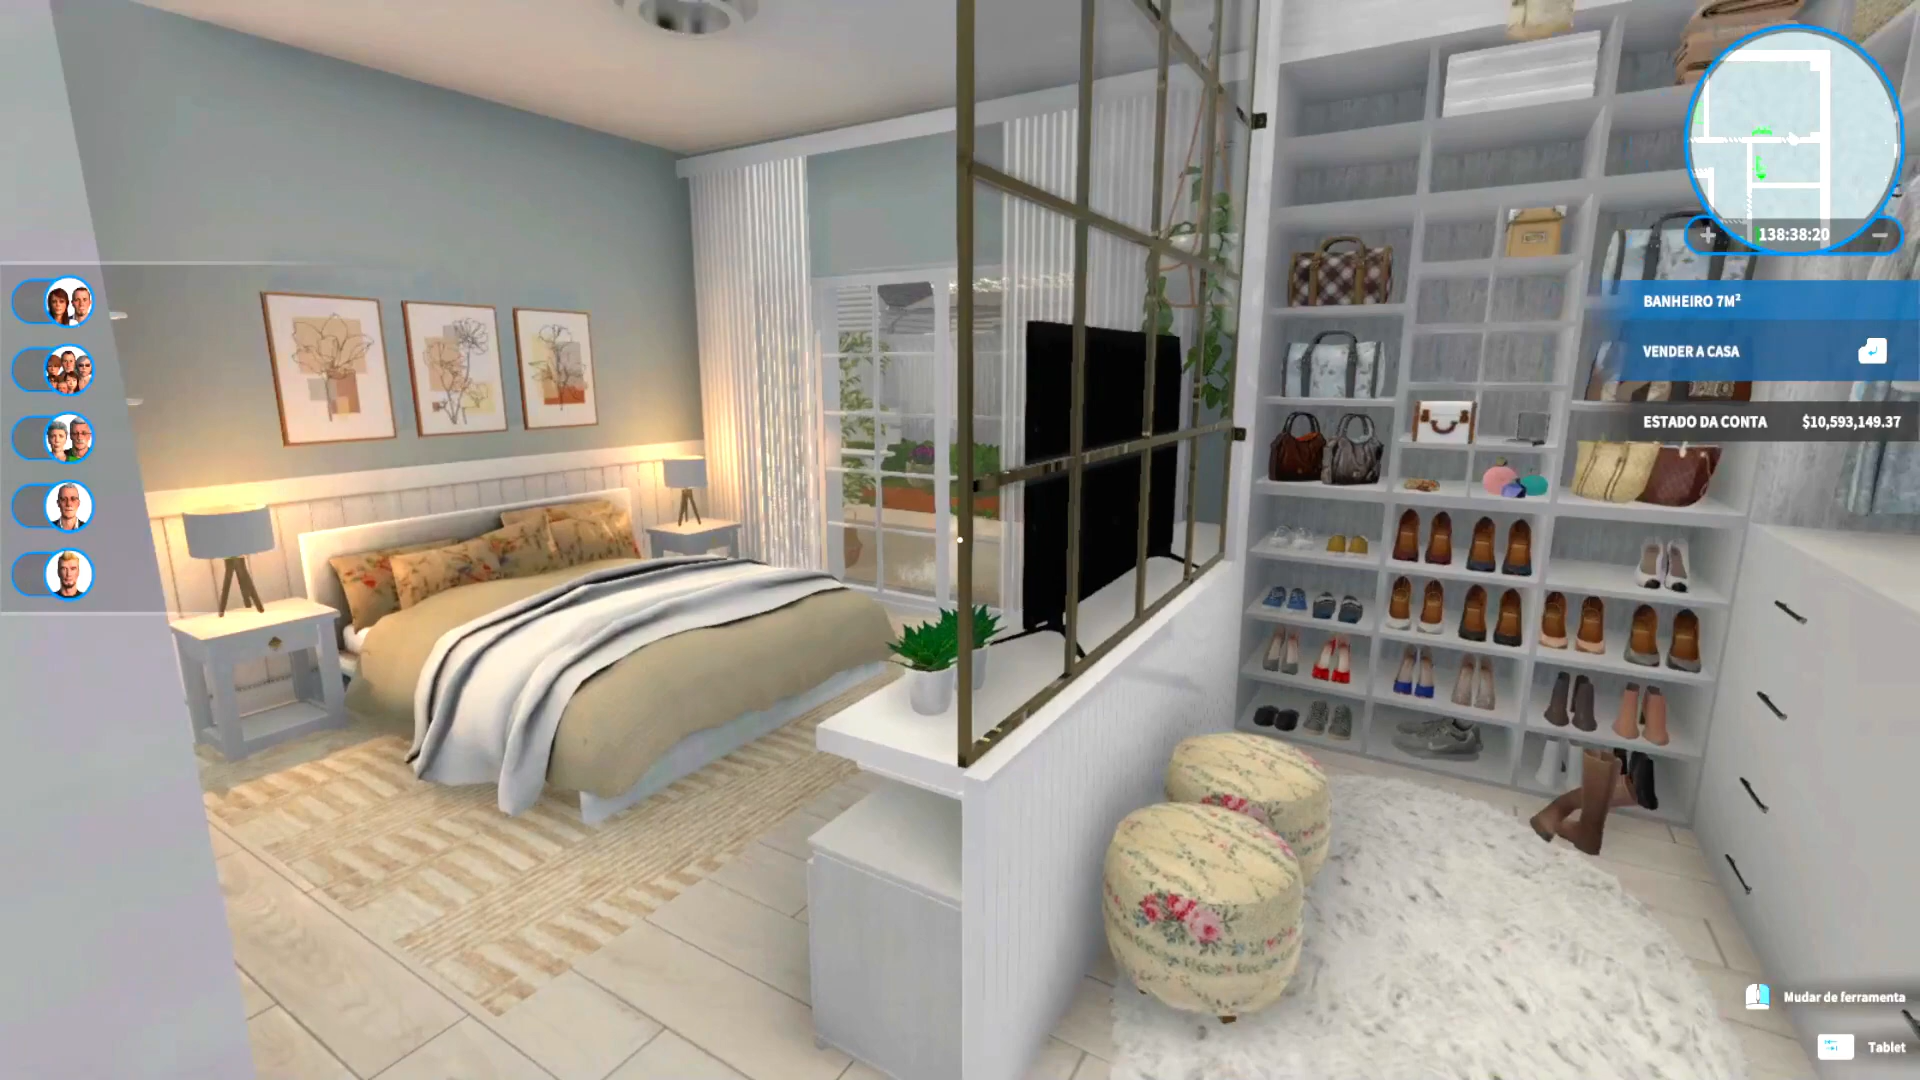 138:38:20
BANHEIRO 7M²
VENDER A CASA
ESTADO DA CONTA $10,593,149.37
Mudar de ferramenta
Tablet